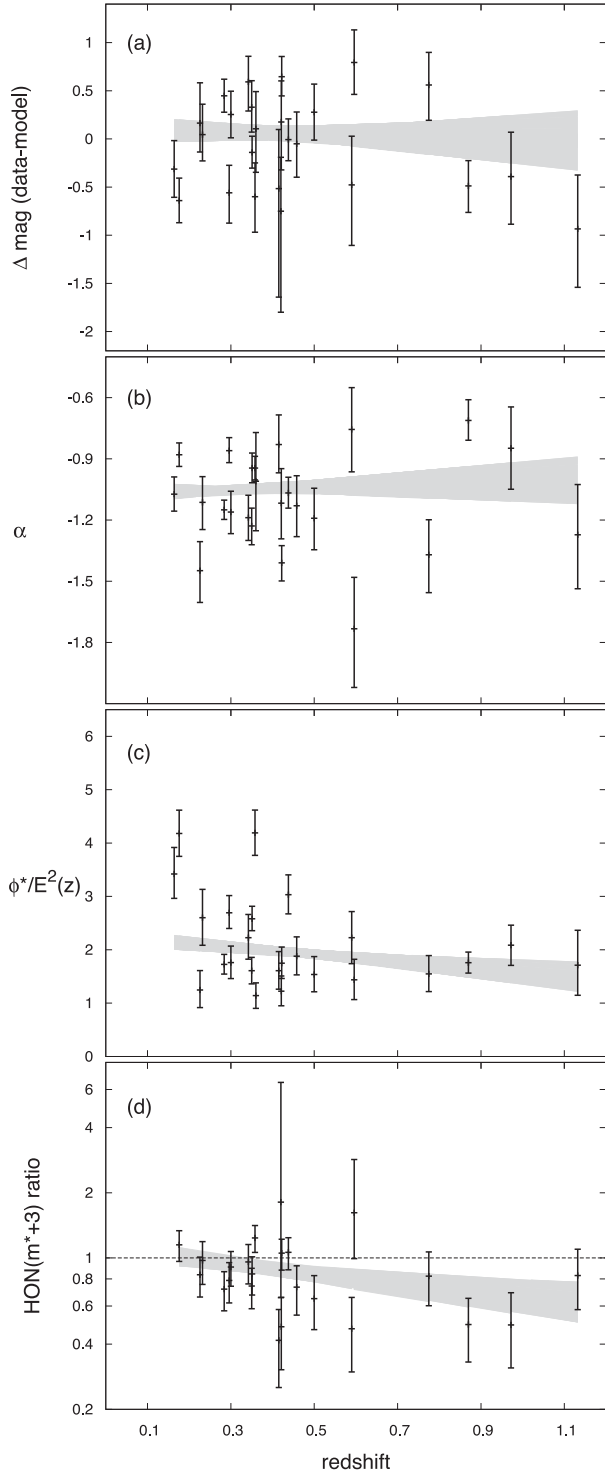 (a)
Δ mag (data-model)
1
0.5
0
-0.5
-1
-1.5
-2
(b)
α
-0.6
-0.9
-1.2
-1.5
-1.8
(c)
ϕ*/E²(z)
6
5
4
3
2
1
0
(d)
HON(m*+3) ratio
6
4
2
1
0.8
0.6
0.4
0.2
0.1 0.3 0.5 0.7 0.9 1.1
redshift